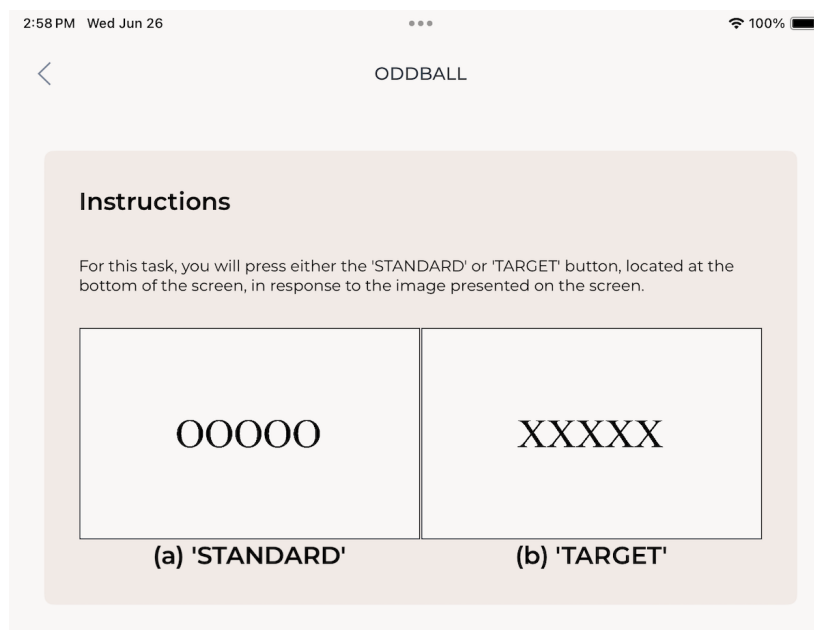 2:58 PM Wed Jun 26
100%
ODDBALL
Instructions
For this task, you will press either the 'STANDARD' or 'TARGET' button, located at the
bottom of the screen, in response to the image presented on the screen.
OOOOO
XXXXX
(a) 'STANDARD'
(b) 'TARGET'